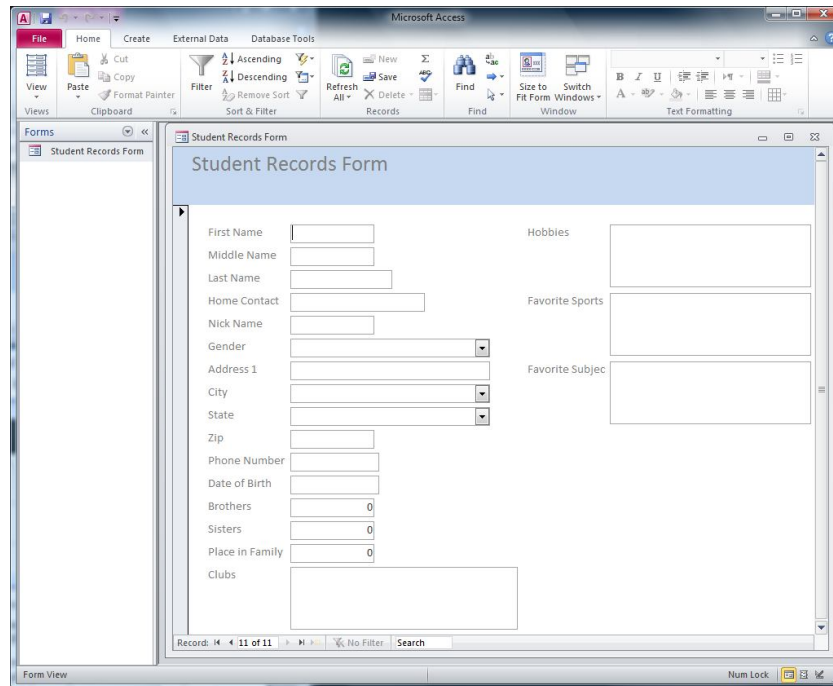 Microsoft Access
File Home Create External Data Database Tools
View
Views
Paste
Cut
Copy
Format Painter
Clipboard
Filter
Ascending
Descending
Remove Sort
Sort & Filter
Refresh All
New
Save
Delete
Records
Find
Find
Size to Fit Form
Switch Windows
Window
B I U
A
Text Formatting
Forms
Student Records Form
Student Records Form
Student Records Form
First Name
Middle Name
Last Name
Home Contact
Nick Name
Gender
Address 1
City
State
Zip
Phone Number
Date of Birth
Brothers 0
Sisters 0
Place in Family 0
Clubs
Hobbies
Favorite Sports
Favorite Subjec
Record: 11 of 11 No Filter Search
Form View Num Lock